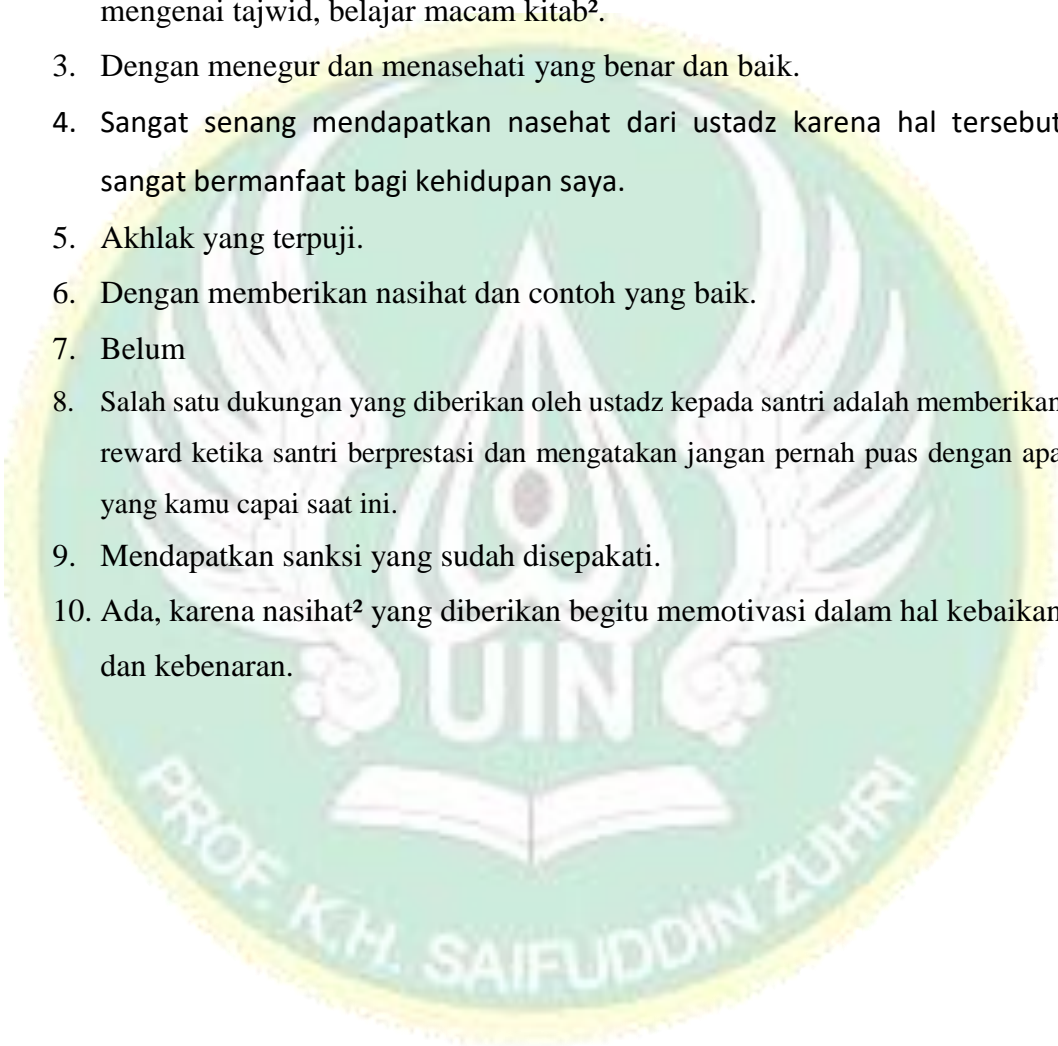 mengenai tajwid, belajar macam kitab².
3. Dengan menegur dan menasehati yang benar dan baik.
4. Sangat senang mendapatkan nasehat dari ustadz karena hal tersebut
sangat bermanfaat bagi kehidupan saya.
5. Akhlak yang terpuji.
6. Dengan memberikan nasihat dan contoh yang baik.
7. Belum
8. Salah satu dukungan yang diberikan oleh ustadz kepada santri adalah memberikan
reward ketika santri berprestasi dan mengatakan jangan pernah puas dengan apa
yang kamu capai saat ini.
9. Mendapatkan sanksi yang sudah disepakati.
10. Ada, karena nasihat² yang diberikan begitu memotivasi dalam hal kebaikan
dan kebenaran.
UIN
PROF. K.H. SAIFUDDIN ZUHRI